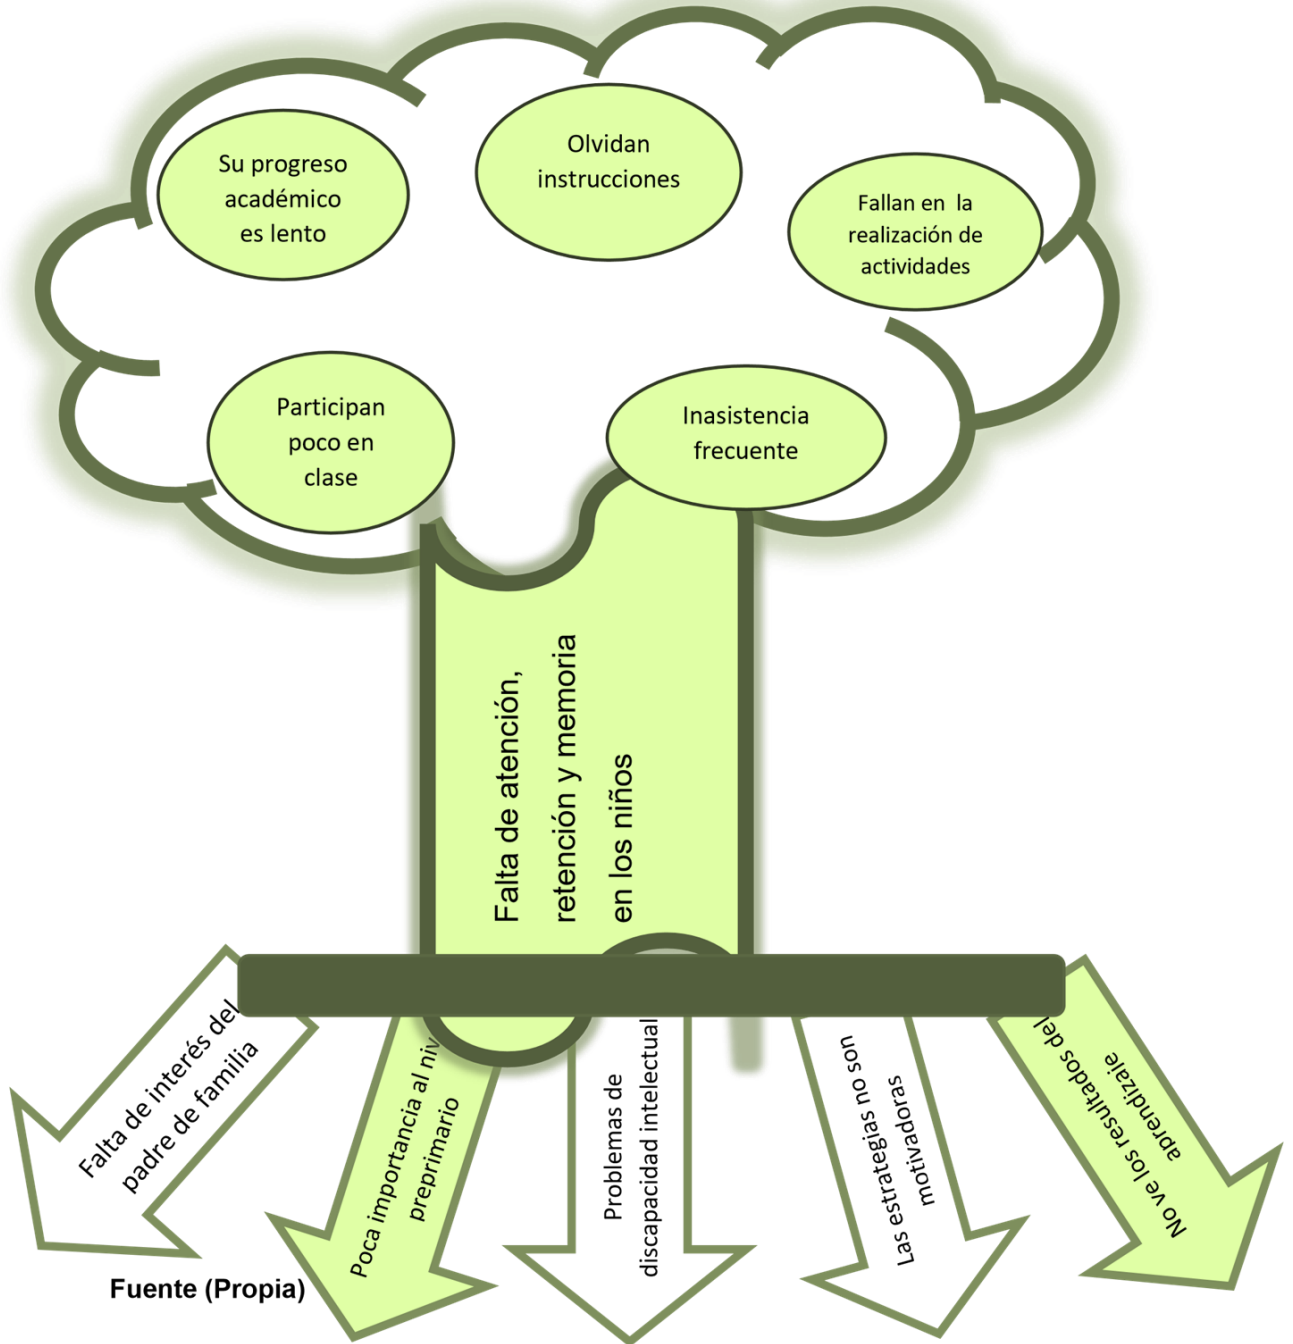 Su progreso
académico
es lento
Olvidan
instrucciones
Fallan en la
realización de
actividades
Participan
poco en
clase
Inasistencia
frecuente
Falta de atención,
retención y memoria
en los niños
Falta de interés del
padre de familia
Poca importancia al niv
preprimario
Problemas de
discapacidad intelectual
Las estrategias no son
motivadoras
No ve los resultados del
aprendizaje
Fuente (Propia)